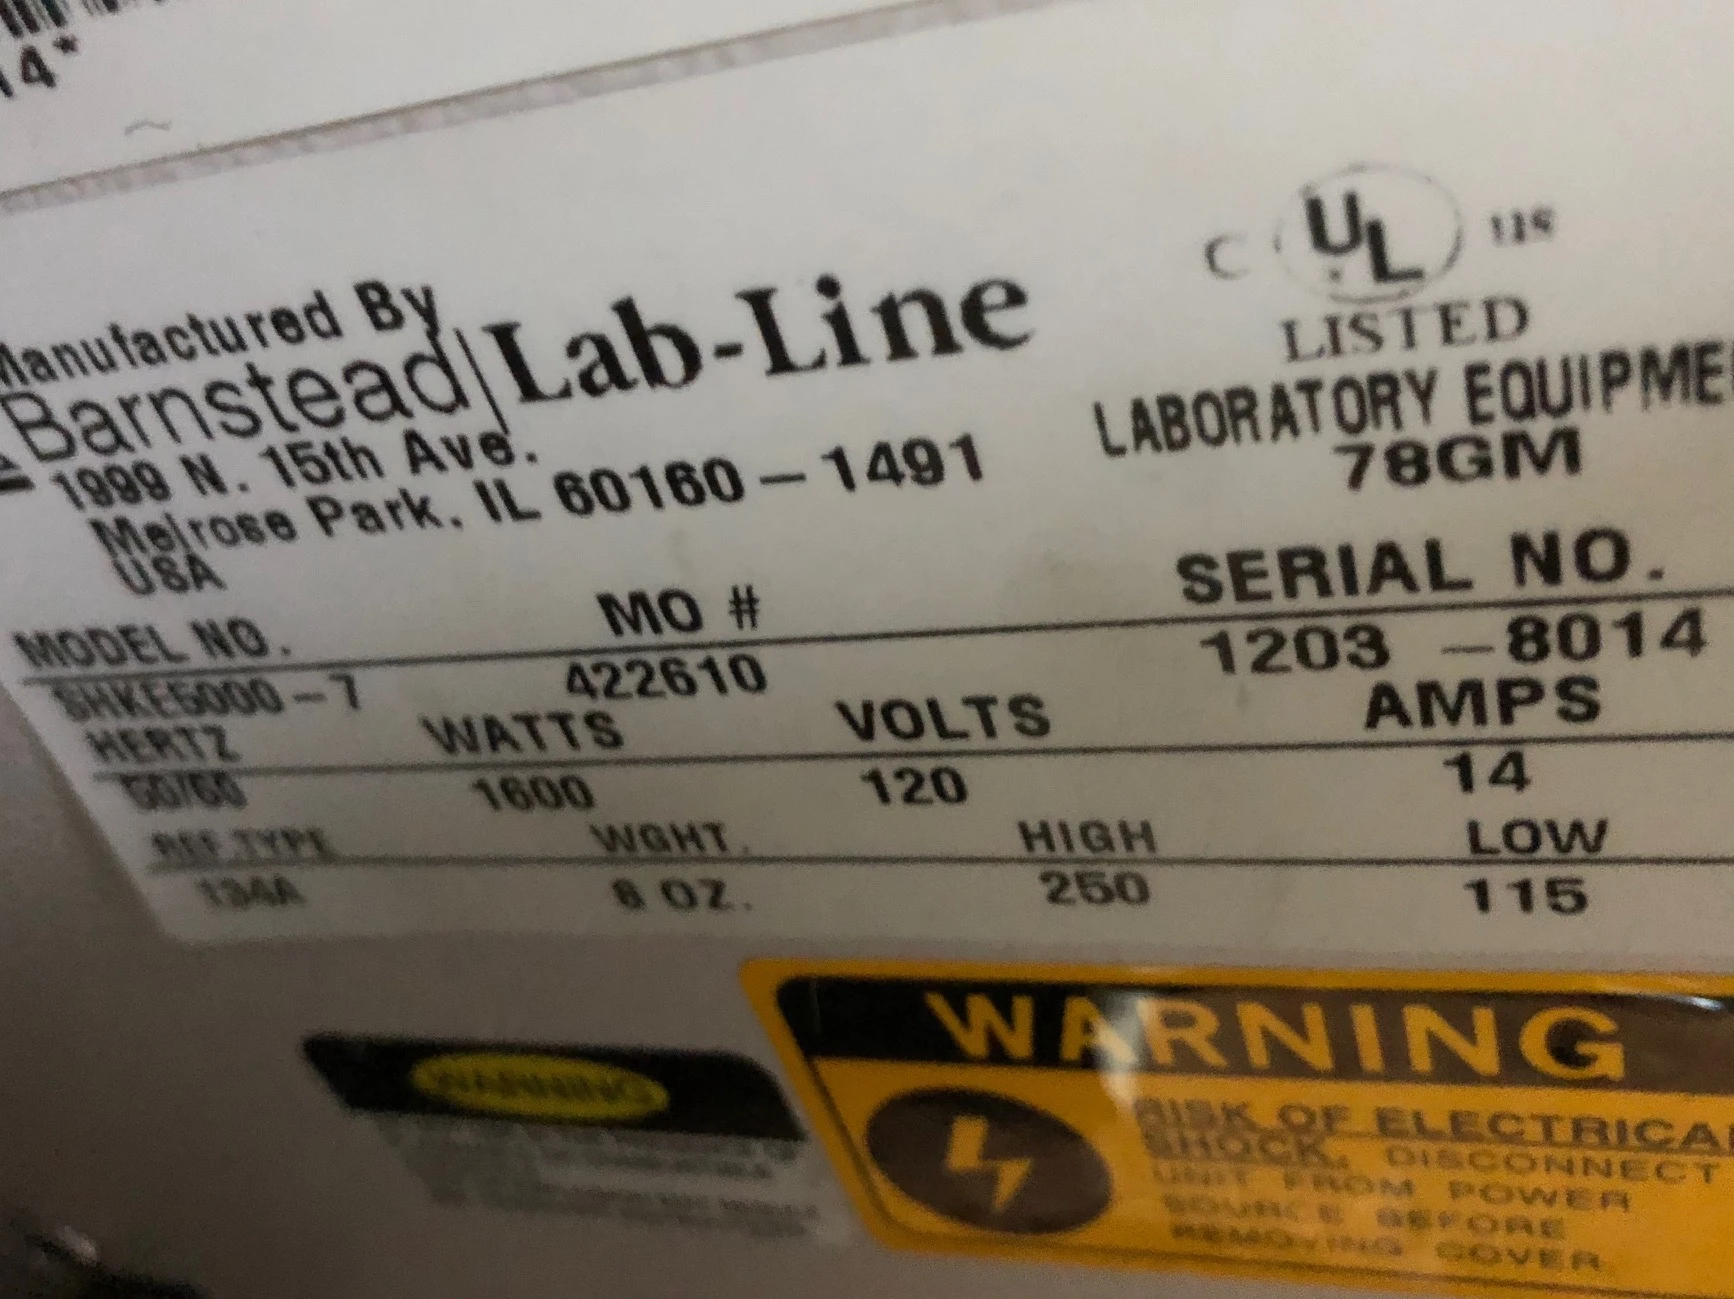 14*
Manufactured By
Barnstead|Lab-Line
1999 N. 15th Ave.
Melrose Park, IL 60160-1491
USA
C UL US
LISTED
LABORATORY EQUIPME
78GM
MODEL NO. MO # SERIAL NO.
SHKE5000-7 422610 1203 -8014
HERTZ WATTS VOLTS AMPS
50/60 1600 120 14
REF.TYPE WGHT. HIGH LOW
134A 8 OZ. 250 115
WARNING
WARNING
RISK OF ELECTRICAL
SHOCK. DISCONNECT
UNIT FROM POWER
SOURCE BEFORE
REMOVING COVER